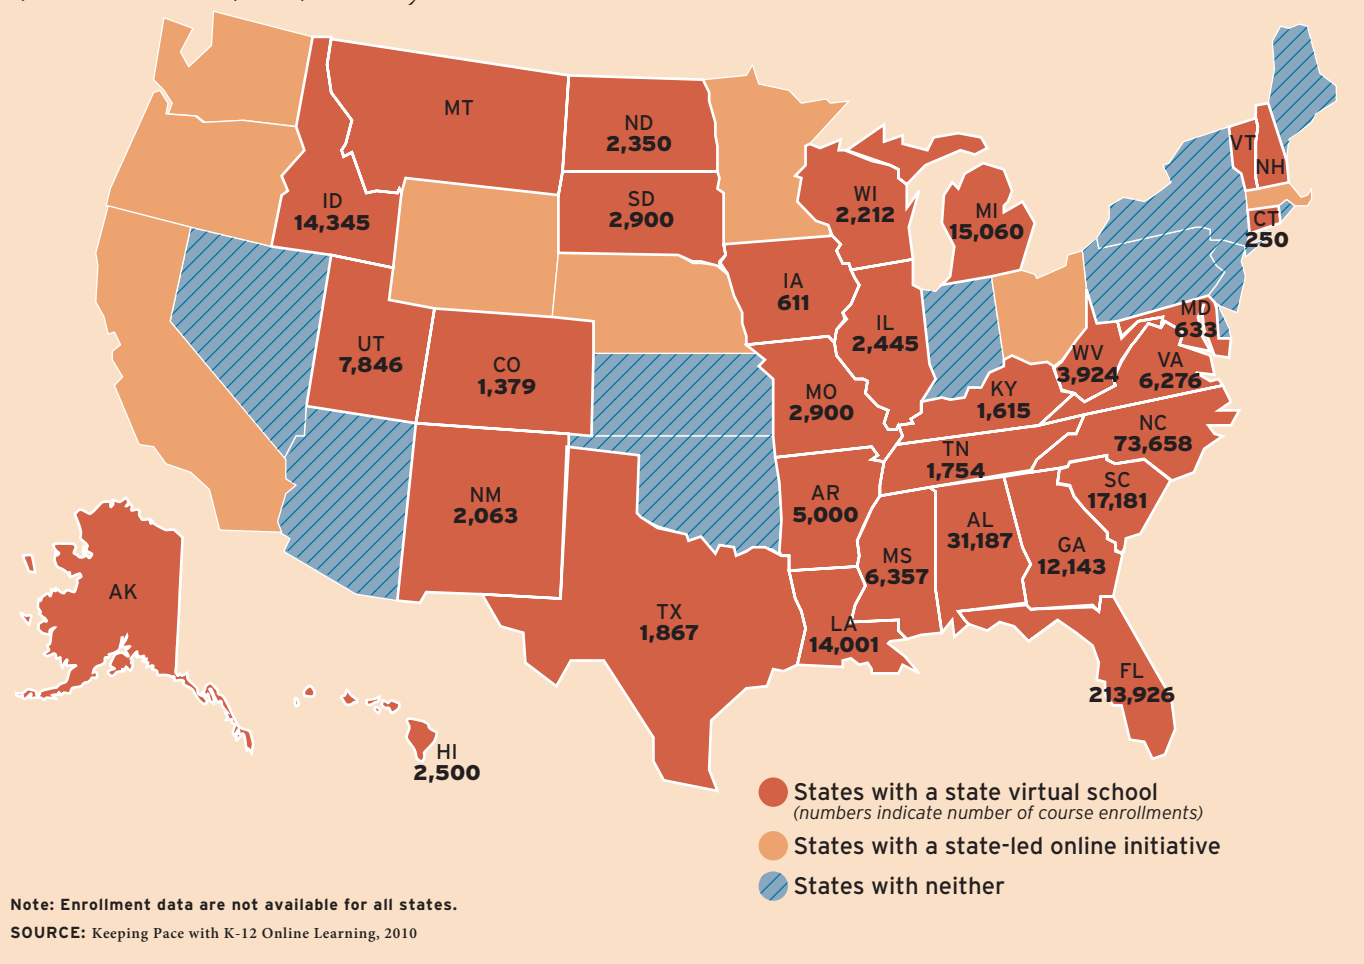 MT
ND
2,350
ID
14,345
SD
2,900
WI
2,212
MI
15,060
VT
NH
CT
250
IA
611
UT
7,846
CO
1,379
IL
2,445
MD
633
WV
3,924
VA
6,276
MO
2,900
KY
1,615
NC
73,658
TN
1,754
NM
2,063
AR
5,000
SC
17,181
AL
31,187
GA
12,143
MS
6,357
AK
TX
1,867
LA
14,001
FL
213,926
HI
2,500
States with a state virtual school
(numbers indicate number of course enrollments)
States with a state-led online initiative
States with neither
Note: Enrollment data are not available for all states.
SOURCE: Keeping Pace with K-12 Online Learning, 2010